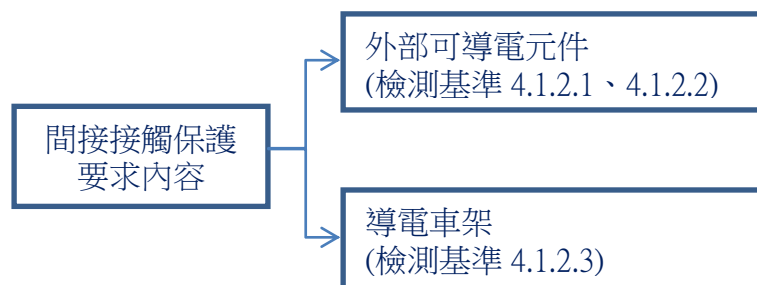 外部可導電元件
(檢測基準 4.1.2.1、4.1.2.2)
間接接觸保護
要求內容
導電車架
(檢測基準 4.1.2.3)